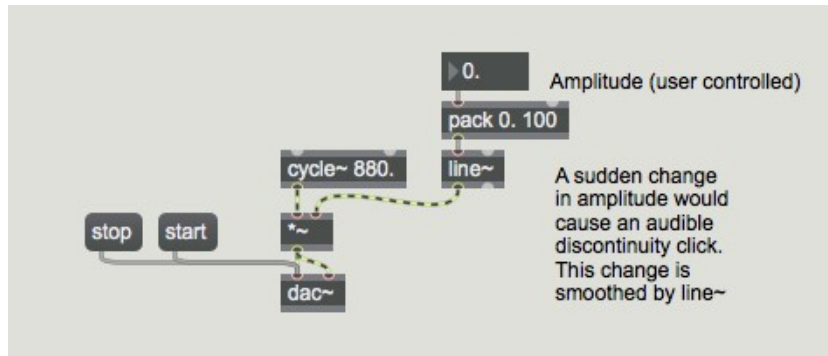 0.
Amplitude (user controlled)
pack 0. 100
cycle~ 880.
line~
A sudden change
in amplitude would
cause an audible
discontinuity click.
This change is
smoothed by line~
stop
start
*~
dac~